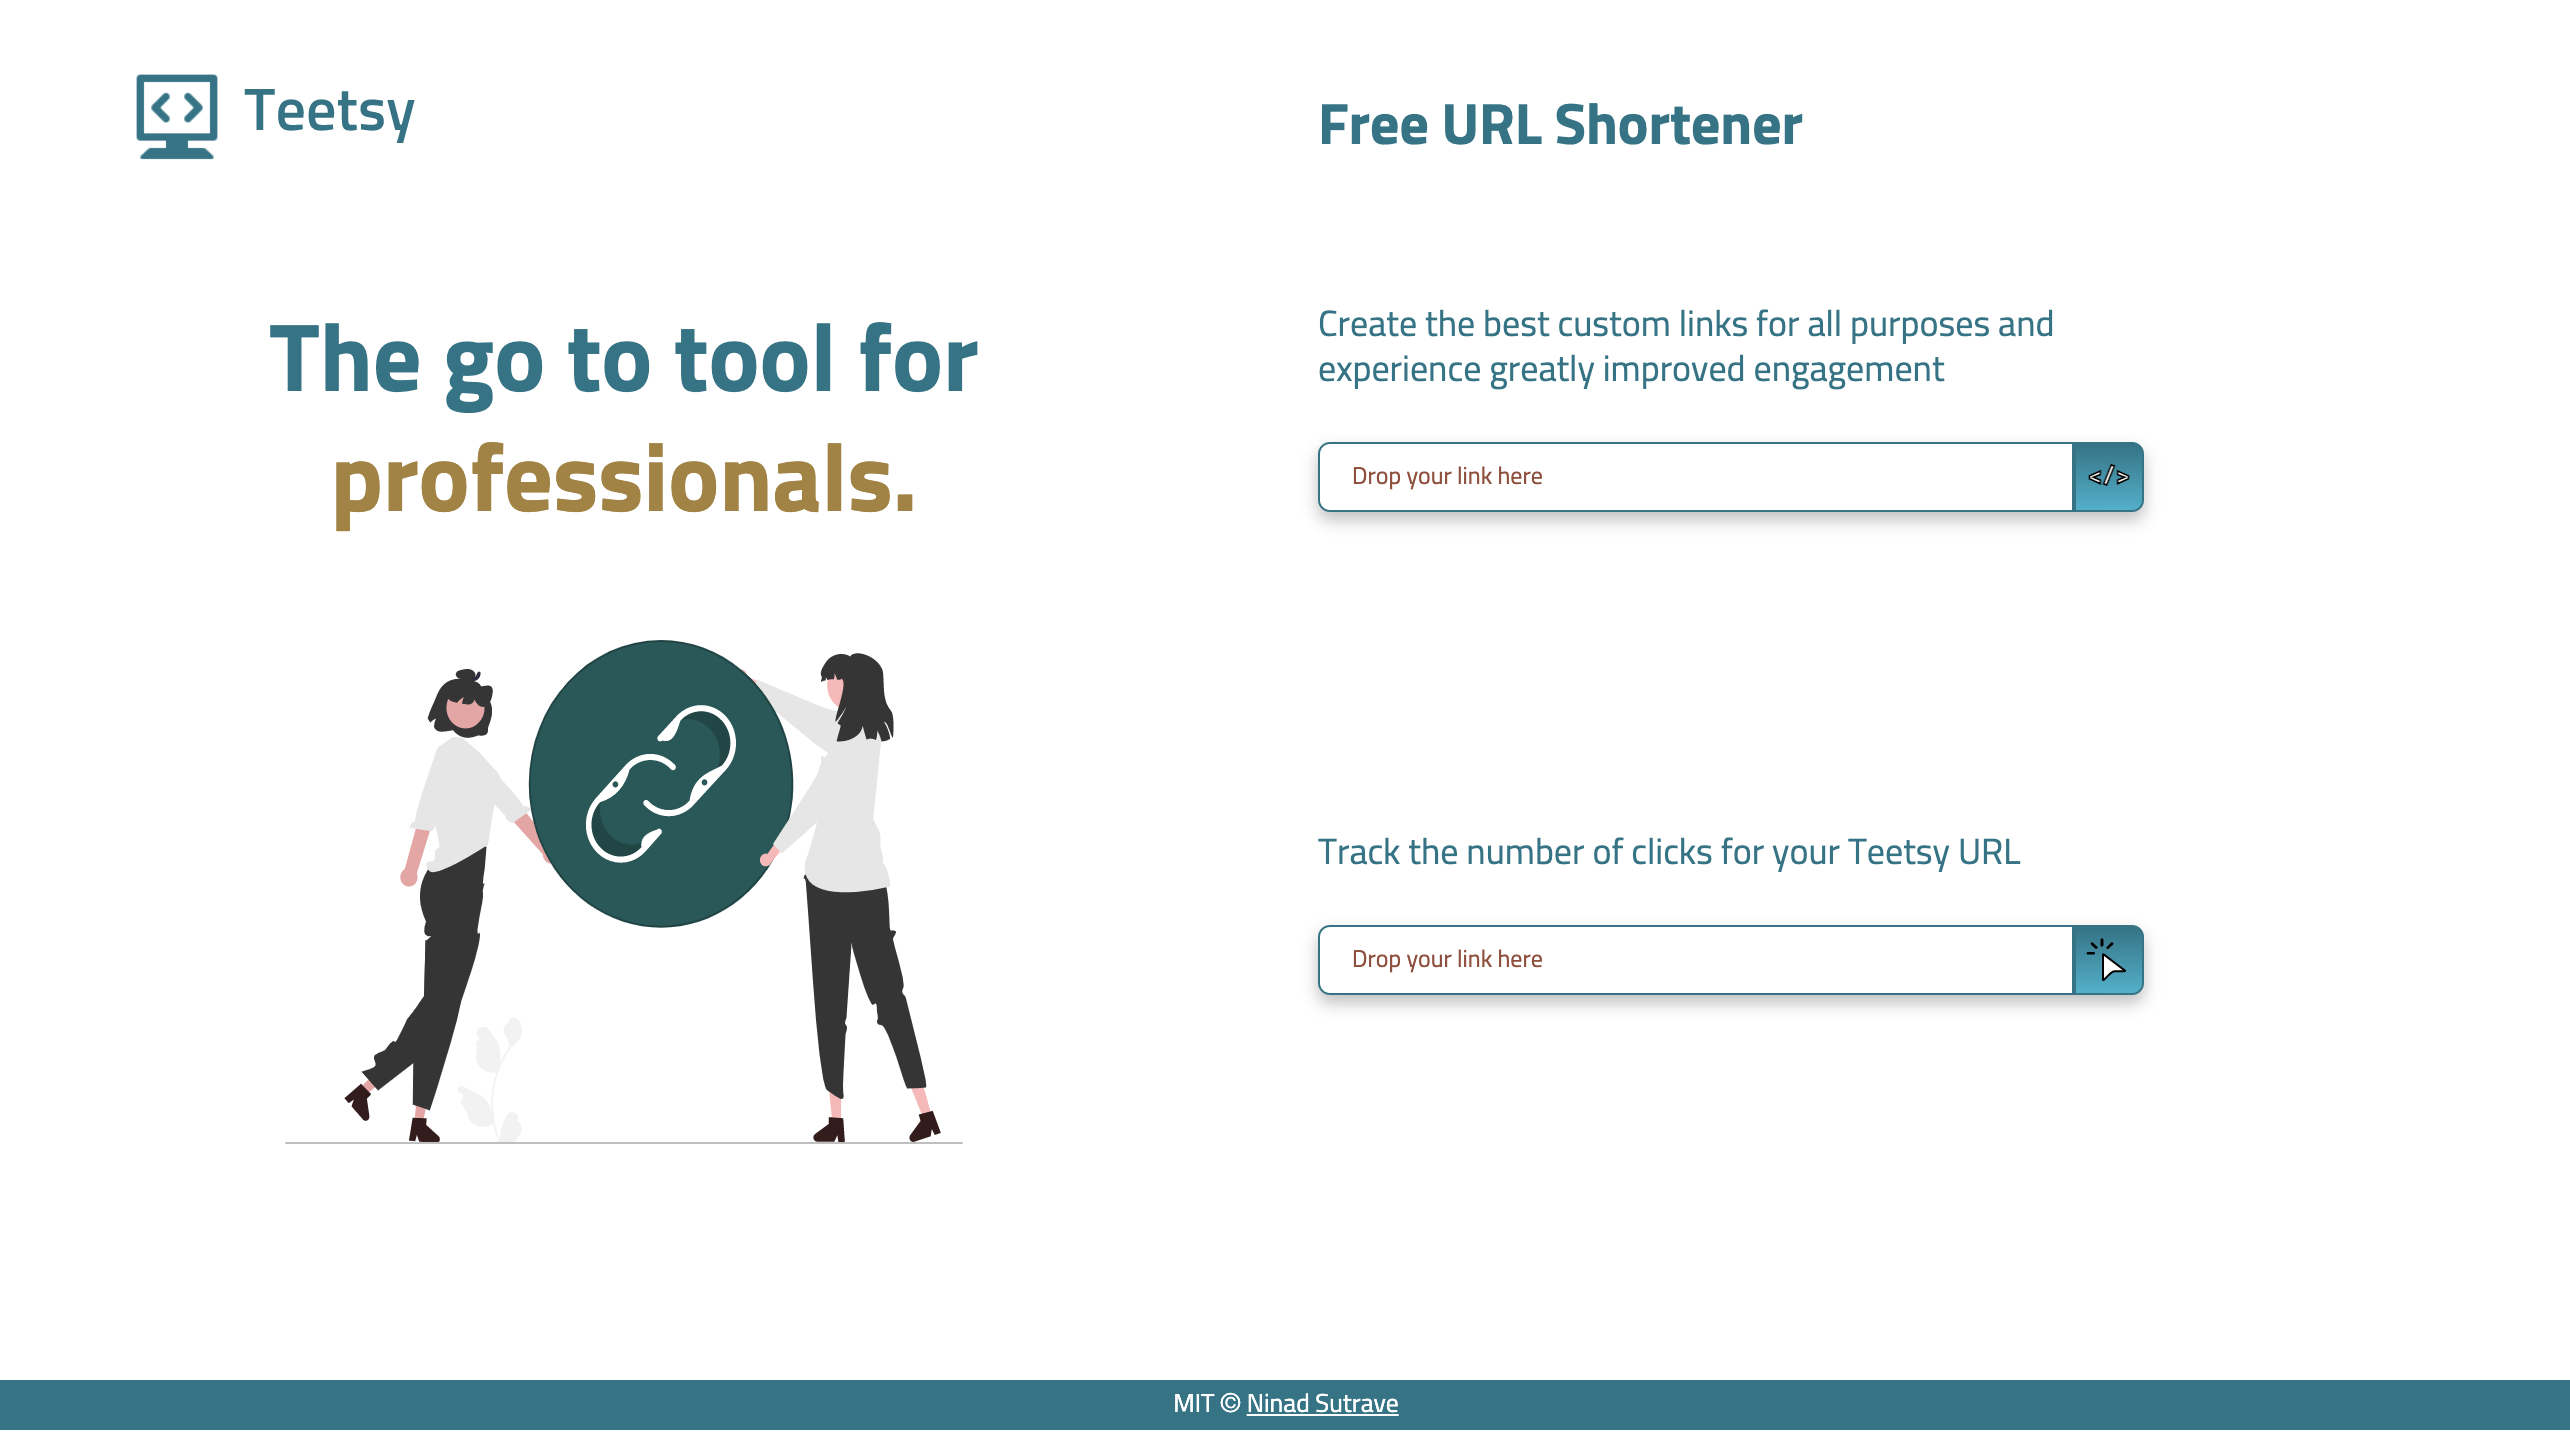 Teetsy
The go to tool for
professionals.
Free URL Shortener
Create the best custom links for all purposes and
experience greatly improved engagement
Drop your link here
</>
Track the number of clicks for your Teetsy URL
Drop your link here
MIT © Ninad Sutrave